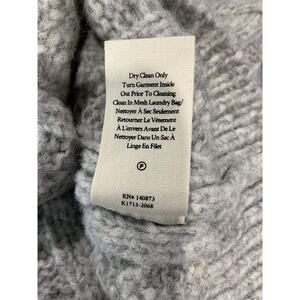 Dry Clean Only
Turn Garment Inside
Out Prior To Cleaning
Clean In Mesh Laundry Bag/
Nettoyer À Sec Seulement
Retourner Le Vêtement
À L'envers Avant De Le
Nettoyer Dans Un Sac À
Linge En Filet
P
RN# 140873
K1715-2068